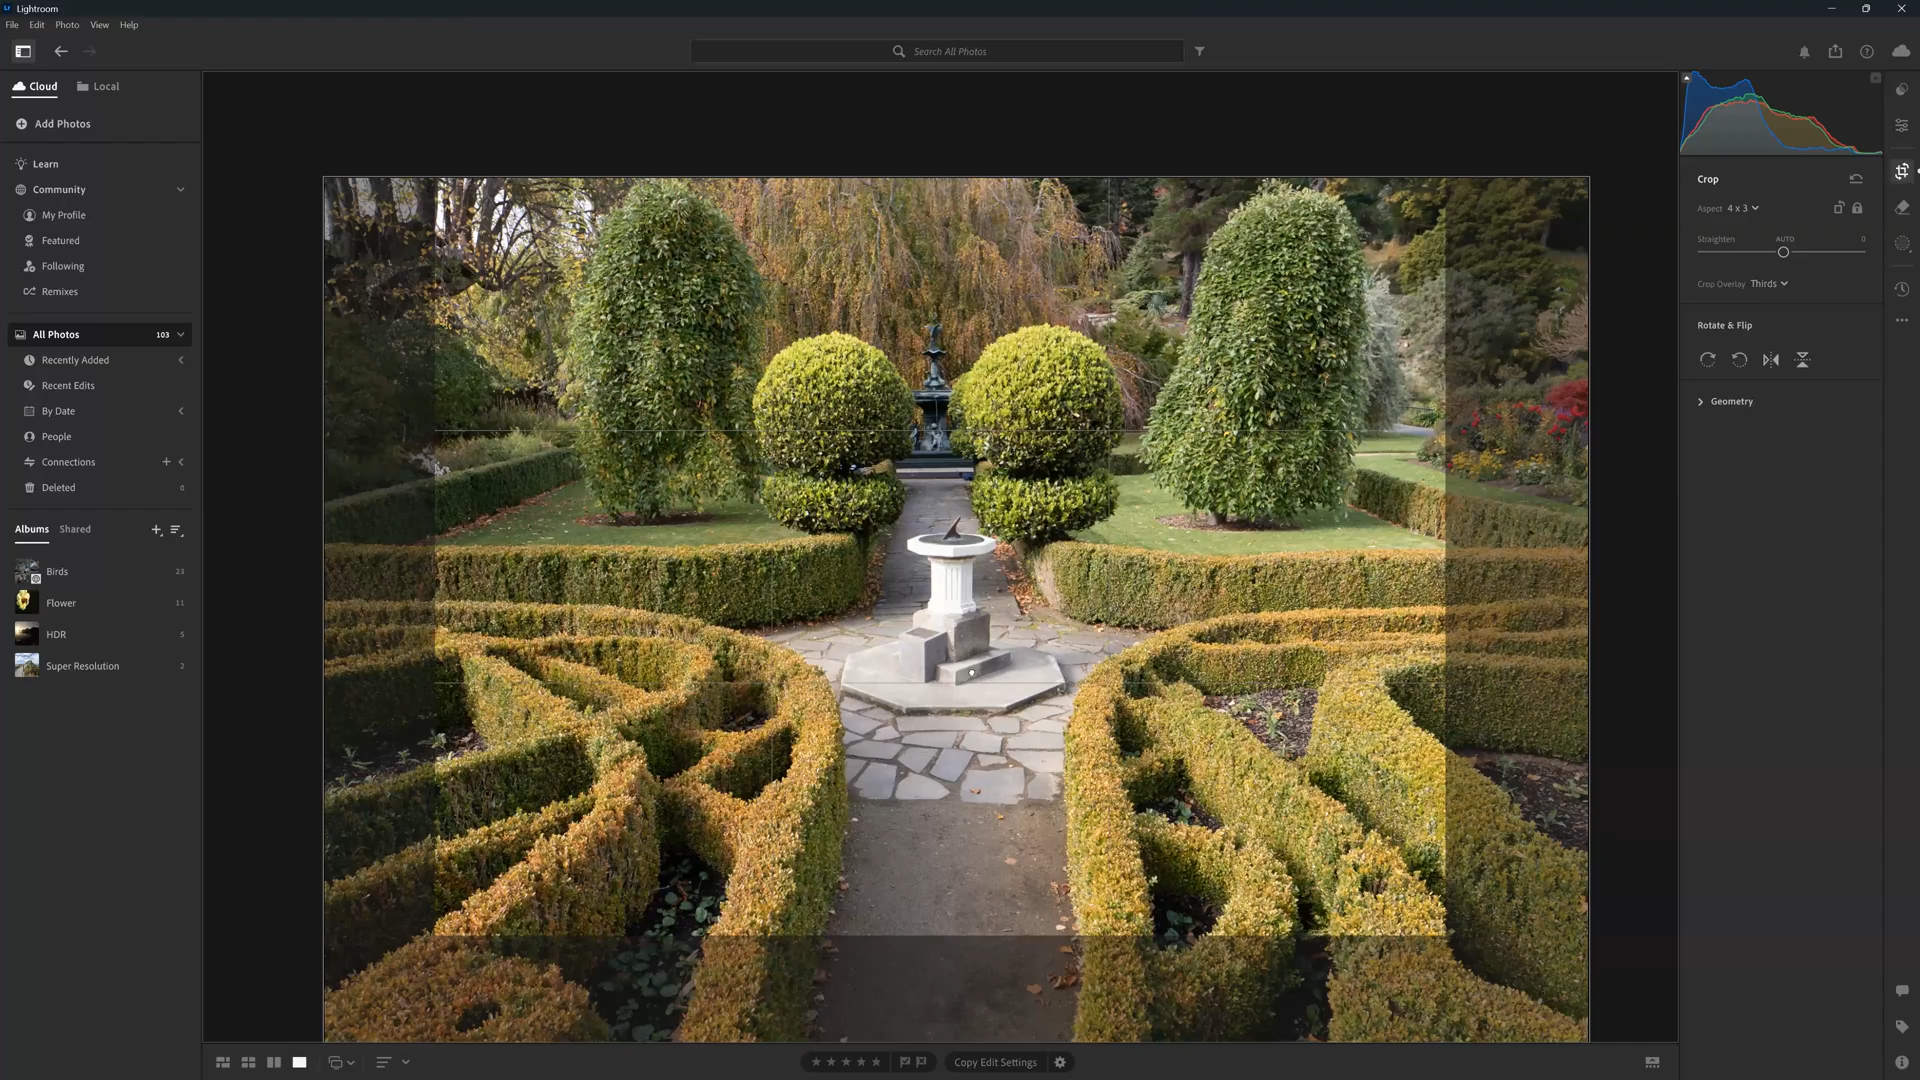 Lr Lightroom
File Edit Photo View Help
Search All Photos
Cloud Local
Add Photos
Learn
Community
My Profile
Featured
Following
Remixes
All Photos 103
Recently Added
Recent Edits
By Date
People
Connections
Deleted 0
Albums Shared
Birds 23
Flower 11
HDR 5
Super Resolution 2
Copy Edit Settings
Crop
Aspect 4 x 3
Straighten AUTO 0
Crop Overlay Thirds
Rotate & Flip
Geometry